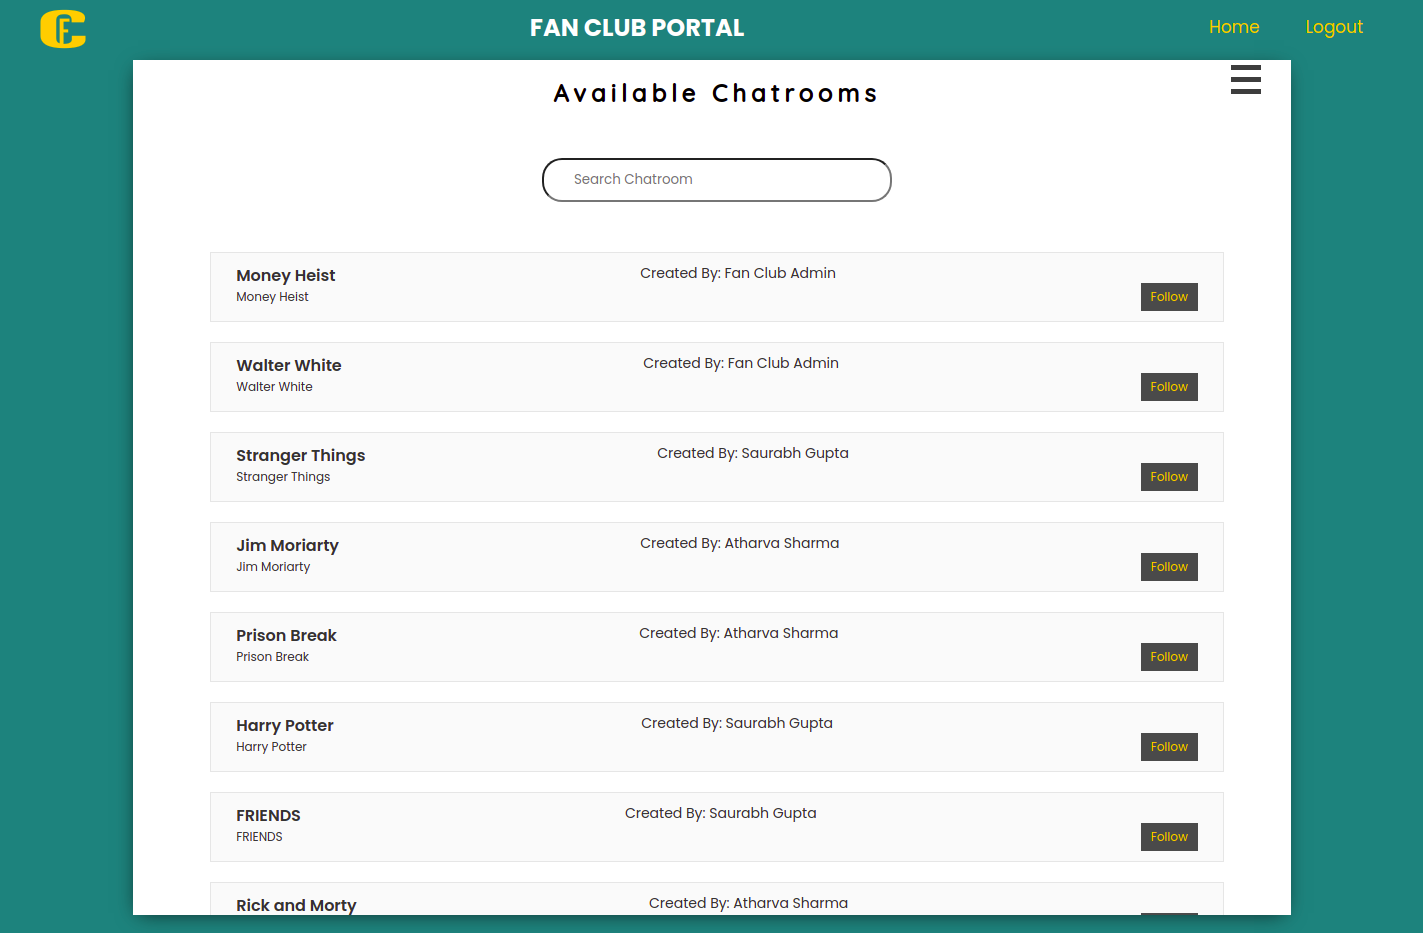 FAN CLUB PORTAL
Home
Logout
Available Chatrooms
Search Chatroom
Money Heist
Created By: Fan Club Admin
Money Heist
Follow
Walter White
Created By: Fan Club Admin
Walter White
Follow
Stranger Things
Created By: Saurabh Gupta
Stranger Things
Follow
Jim Moriarty
Created By: Atharva Sharma
Jim Moriarty
Follow
Prison Break
Created By: Atharva Sharma
Prison Break
Follow
Harry Potter
Created By: Saurabh Gupta
Harry Potter
Follow
FRIENDS
Created By: Saurabh Gupta
FRIENDS
Follow
Rick and Morty
Created By: Atharva Sharma